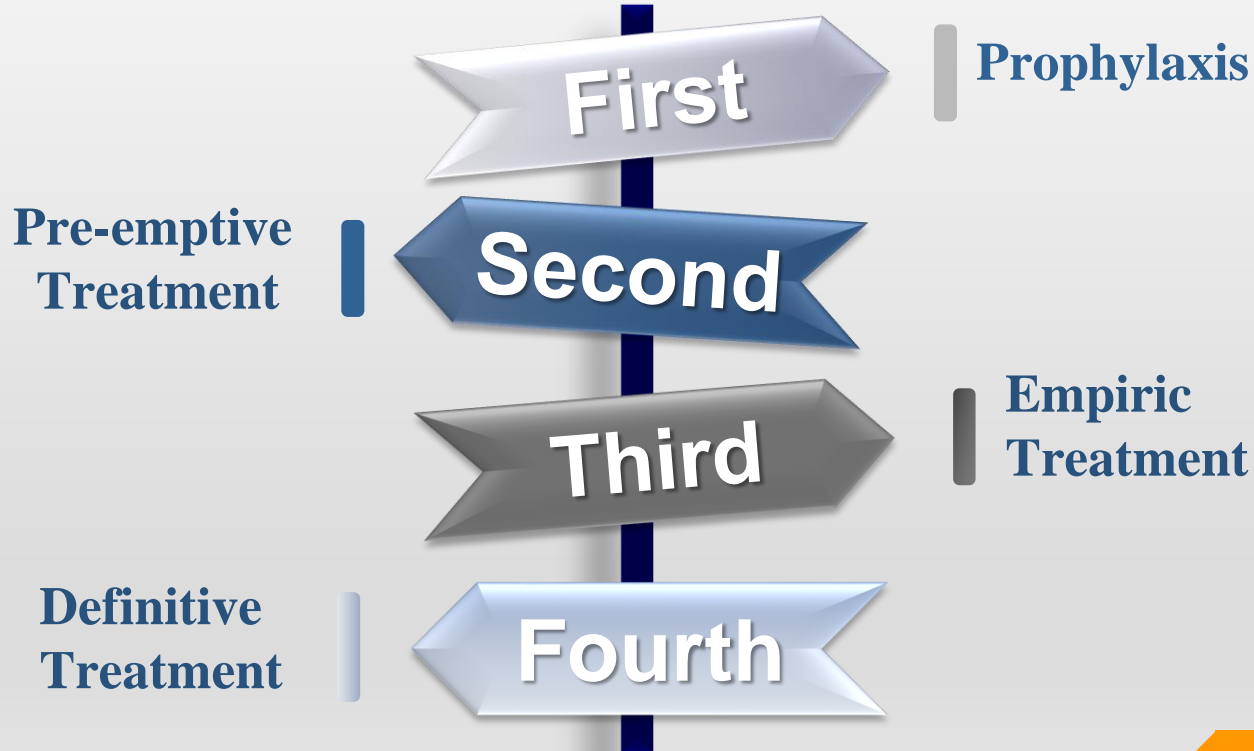 First
Prophylaxis
Pre-emptive
Treatment
Second
Third
Empiric
Treatment
Definitive
Treatment
Fourth